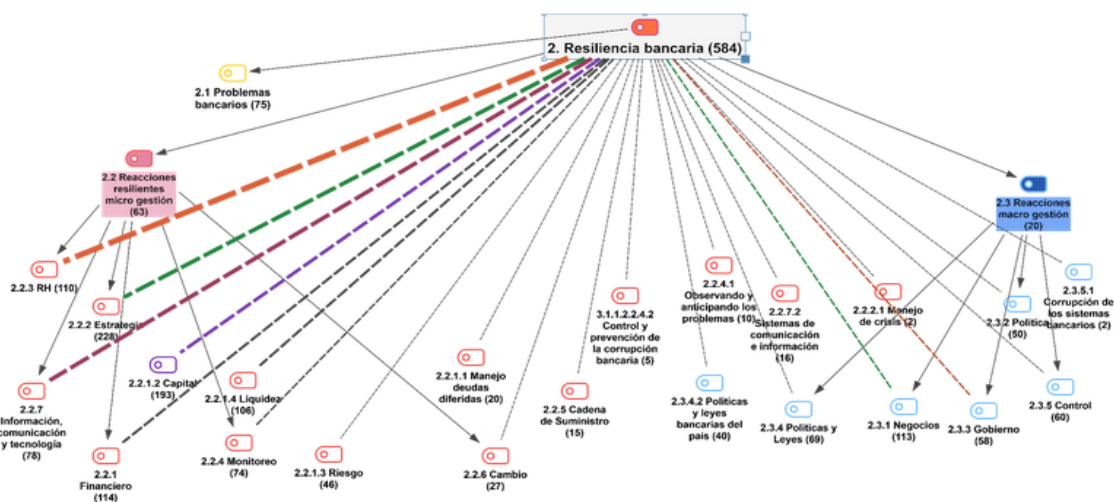 2. Resiliencia bancaria (584)
2.1 Problemas
bancarios (75)
2.2 Reacciones
resilientes
micro gestión
(63)
2.3 Reacciones
macro gestión
(20)
2.2.3 RH (110)
2.2.2 Estrategia
(228)
2.2.1.2 Capital
(193)
2.2.7
Información,
comunicación
y tecnología
(78)
2.2.1
Financiero
(114)
2.2.1.4 Liquidez
(106)
2.2.4 Monitoreo
(74)
2.2.1.3 Riesgo
(46)
2.2.1.1 Manejo
deudas
diferidas (20)
2.2.6 Cambio
(27)
2.2.5 Cadena
de Suministro
(15)
3.1.1.2.2.4.2
Control y
prevención de
la corrupción
bancaria (5)
2.2.4.1
Observando y
anticipando los
problemas (10)
2.2.7.2
Sistemas de
comunicación
e información
(16)
2.3.4.2 Politicas
y leyes
bancarias del
pais (40)
2.3.4 Politicas y
Leyes (69)
2.2.2.1 Manejo
de crisis (2)
2.3.1 Negocios
(113)
2.3.3 Gobierno
(58)
2.3.2 Politica
(50)
2.3.5.1
Corrupción de
los sistemas
bancarios (2)
2.3.5 Control
(60)